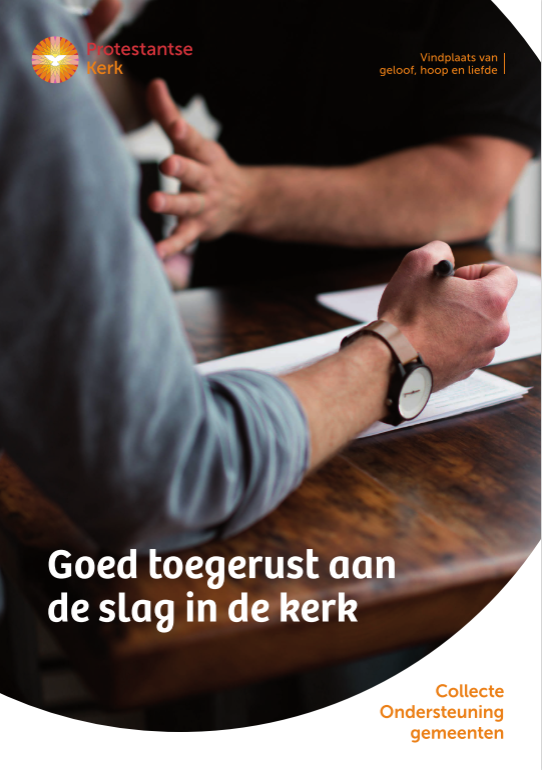 Protestantse
Kerk
Vindplaats van
geloof, hoop en liefde
Goed toegerust aan
de slag in de kerk
Collecte
Ondersteuning
gemeenten